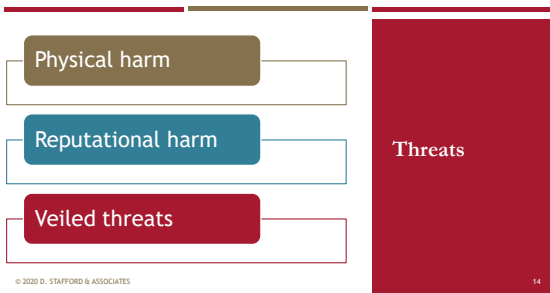 Physical harm
Reputational harm
Veiled threats
Threats
© 2020 D. STAFFORD & ASSOCIATES
14